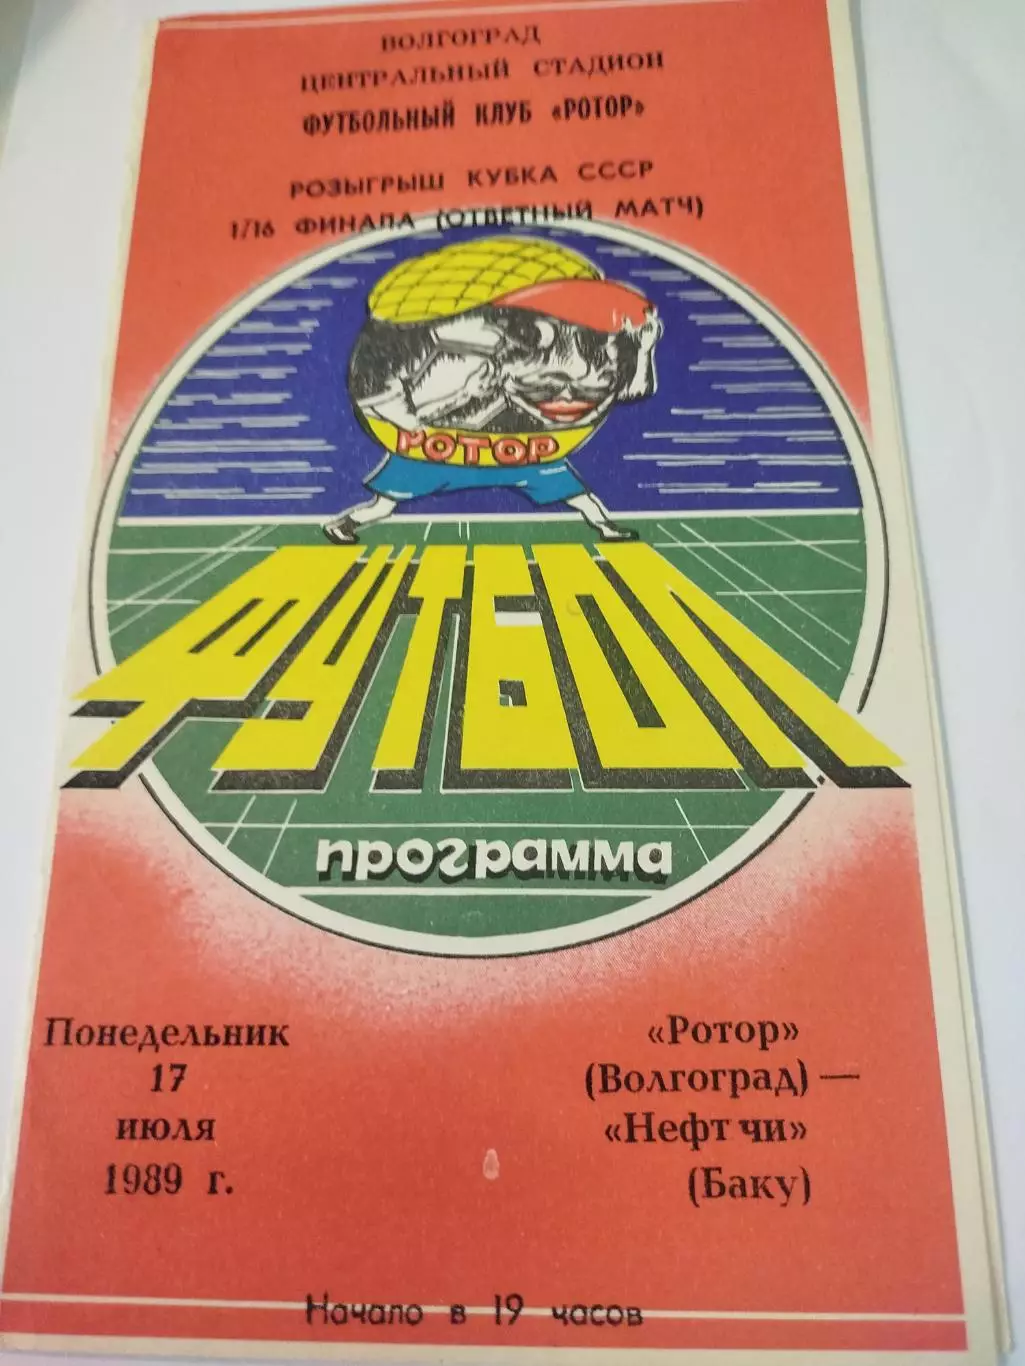 ВОЛГОГРАД
ЦЕНТРАЛЬНЫЙ СТАДИОН
ФУТБОЛЬНЫЙ КЛУБ «РОТОР»
РОЗЫГРЫШ КУБКА СССР
1/16 ФИНАЛА (ОТВЕТНЫЙ МАТЧ)
РОТОР
ФУТБОЛ
программа
Понедельник
17
июля
1989 г.
«Ротор»
(Волгоград) —
«Нефтчи»
(Баку)
Начало в 19 часов